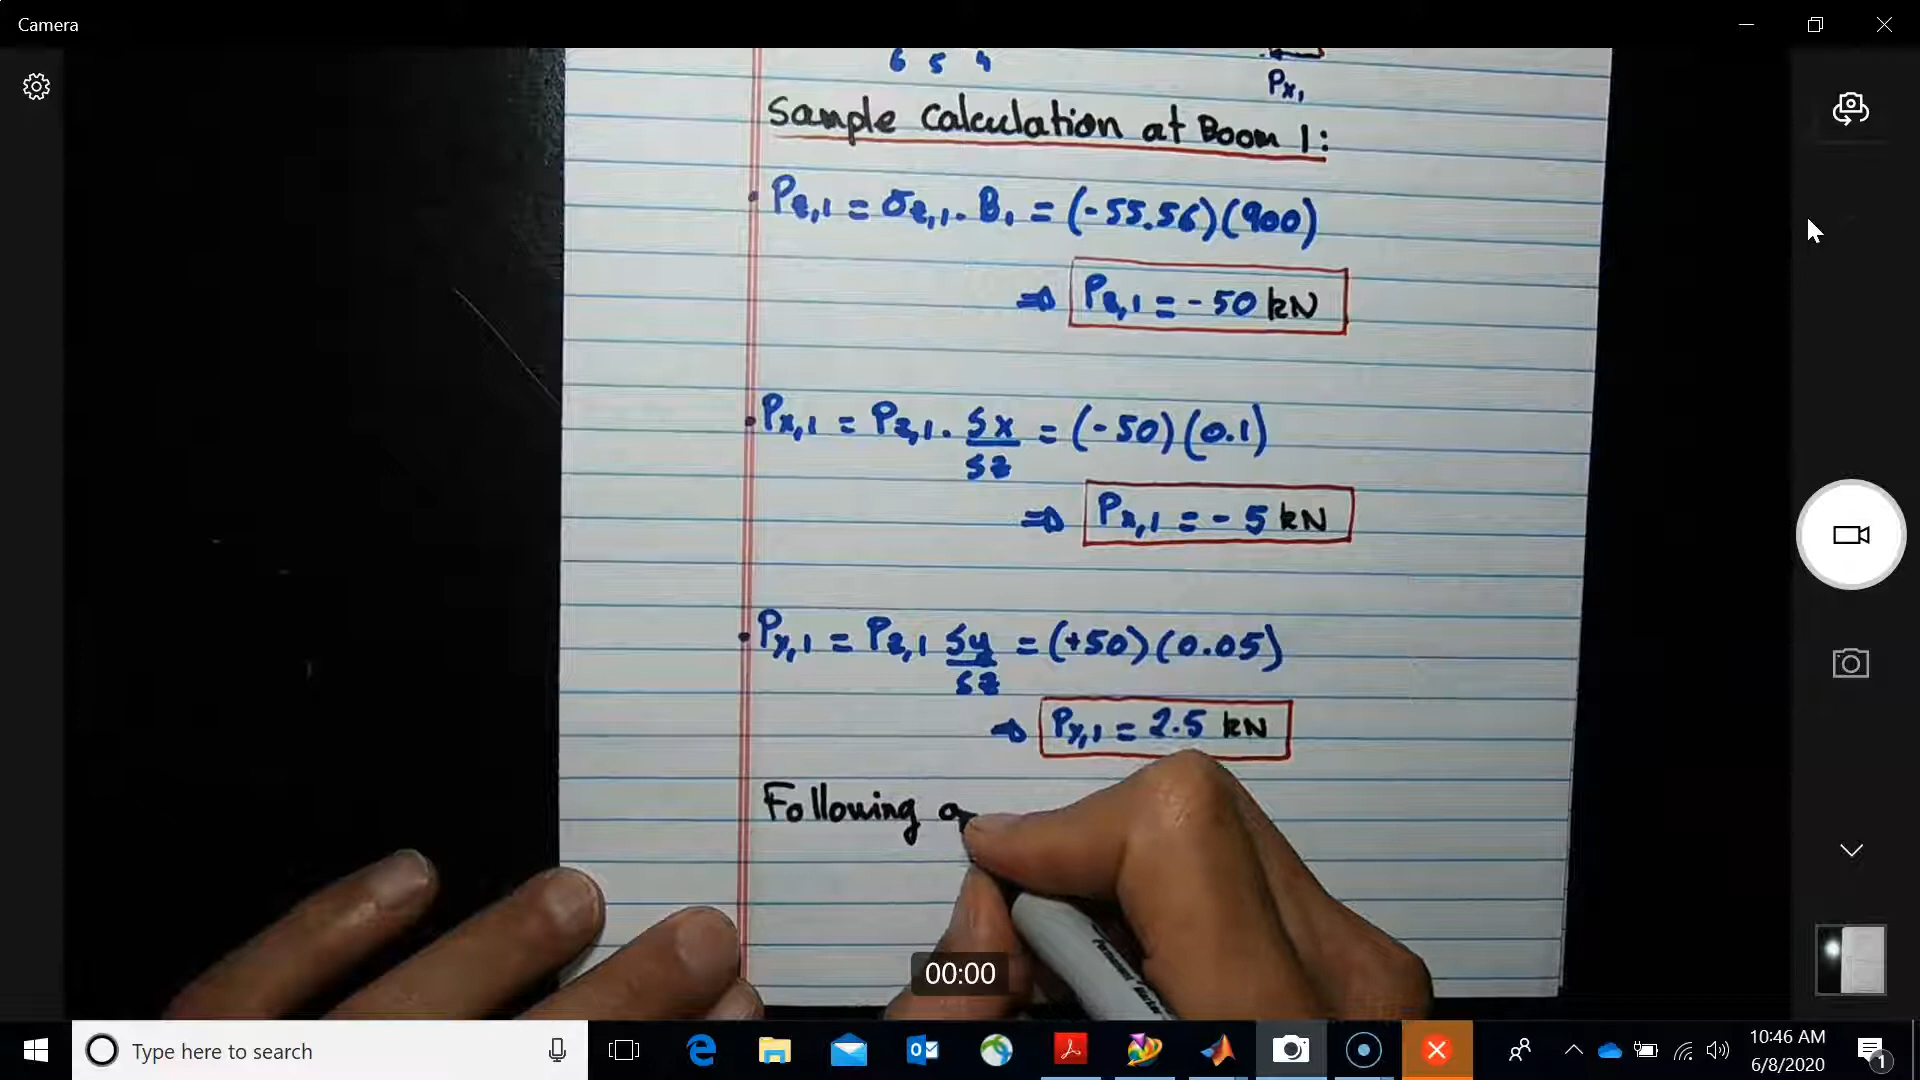 Camera
6 5 4
Px,1
Sample Calculation at Boom 1:
• Pz,1 = σz,1 . B1 = (-55.56)(900)
⇒ Pz,1 = - 50 kN
• Px,1 = Pz,1 . δx/δz = (-50)(0.1)
⇒ Px,1 = - 5 kN
• Py,1 = Pz,1 δy/δz = (+50)(0.05)
⇒ Py,1 = 2.5 kN
Following a
Permanent Marker
00:00
Type here to search
10:46 AM
6/8/2020
1